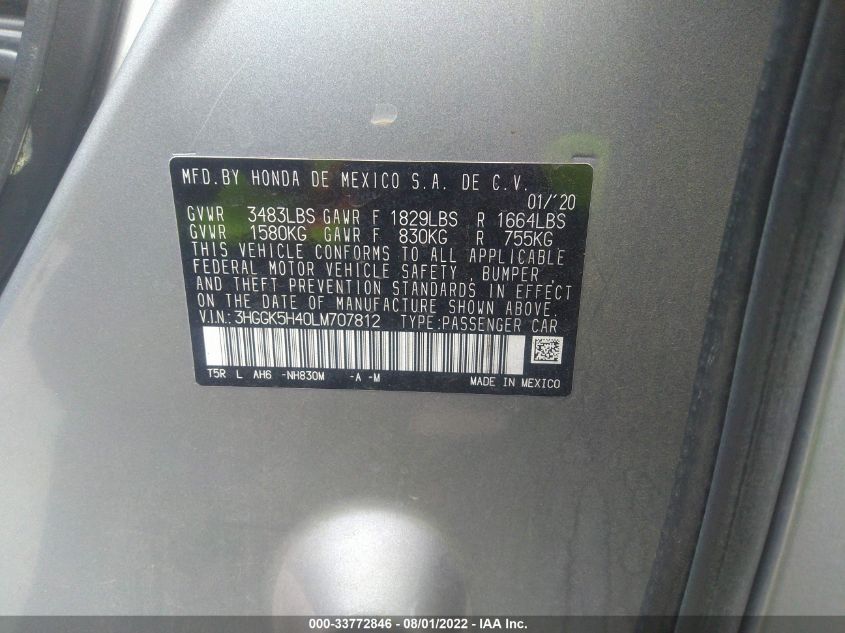 MFD.BY HONDA DE MEXICO S.A. DE C.V.
01/'20
GVWR 3483LBS GAWR F 1829LBS R 1664LBS
GVWR 1580KG GAWR F 830KG R 755KG
THIS VEHICLE CONFORMS TO ALL APPLICABLE
FEDERAL MOTOR VEHICLE SAFETY , BUMPER ,
AND THEFT PREVENTION STANDARDS IN EFFECT
ON THE DATE OF MANUFACTURE SHOWN ABOVE.
V.I.N.: 3HGGK5H40LM707812 TYPE:PASSENGER CAR
T5R L AH6 -NH830M -A -M MADE IN MEXICO
000-33772846 - 08/01/2022 - IAA Inc.